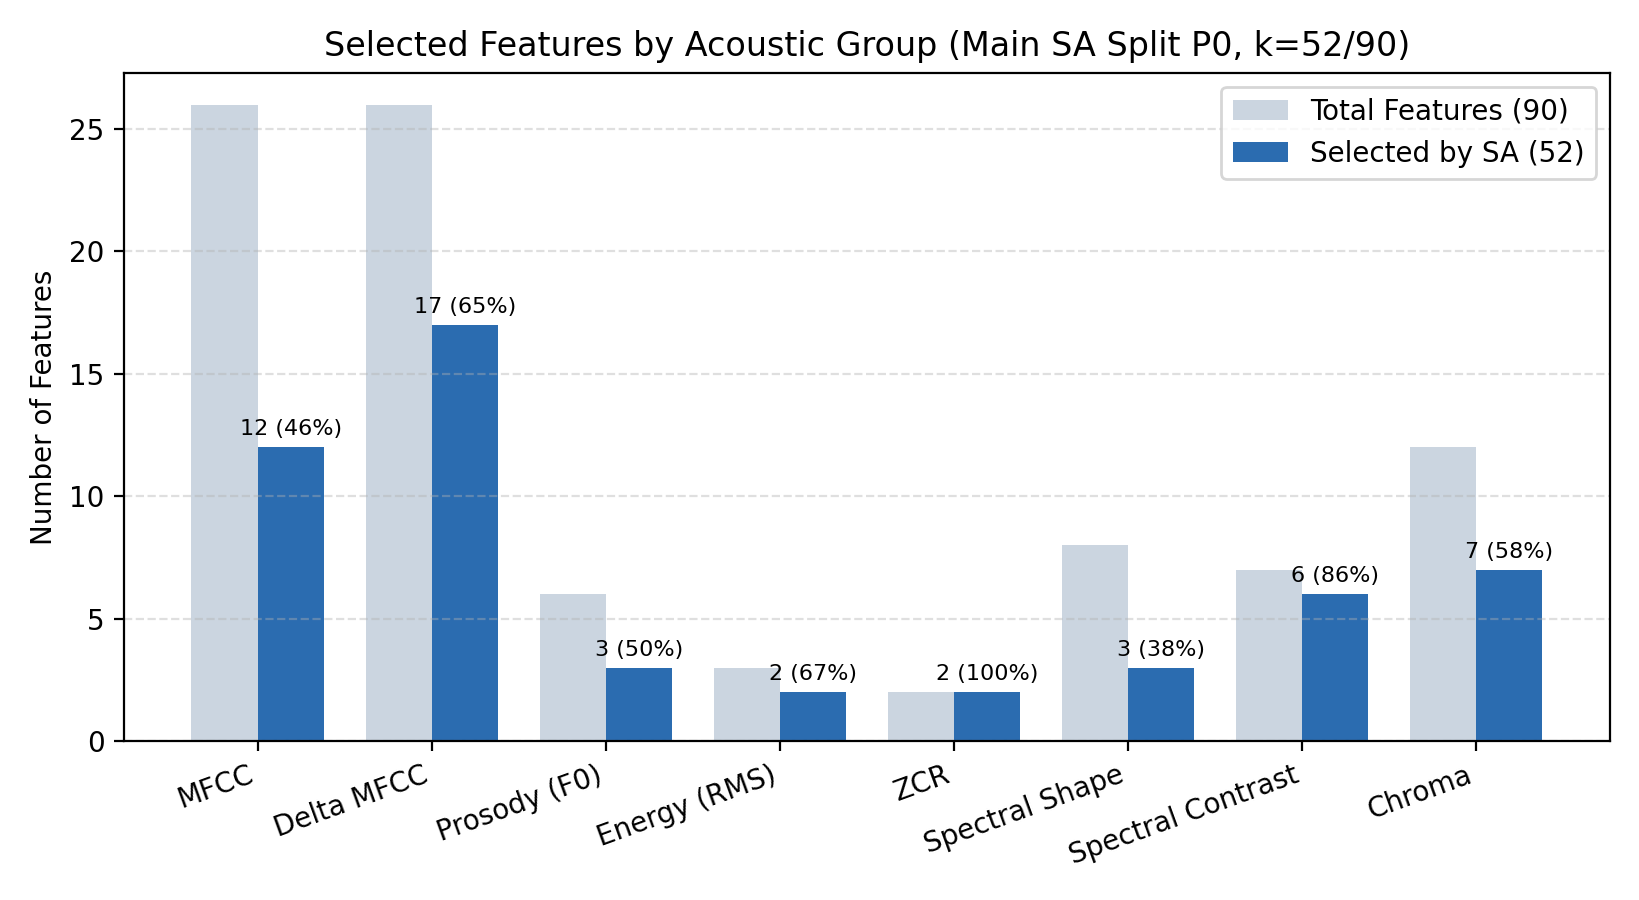 Selected Features by Acoustic Group (Main SA Split P0, k=52/90)
Total Features (90)
Selected by SA (52)
Number of Features
25
20
15
10
5
0
12 (46%)
17 (65%)
3 (50%)
2 (67%)
2 (100%)
3 (38%)
6 (86%)
7 (58%)
MFCC
Delta MFCC
Prosody (F0)
Energy (RMS)
ZCR
Spectral Shape
Spectral Contrast
Chroma